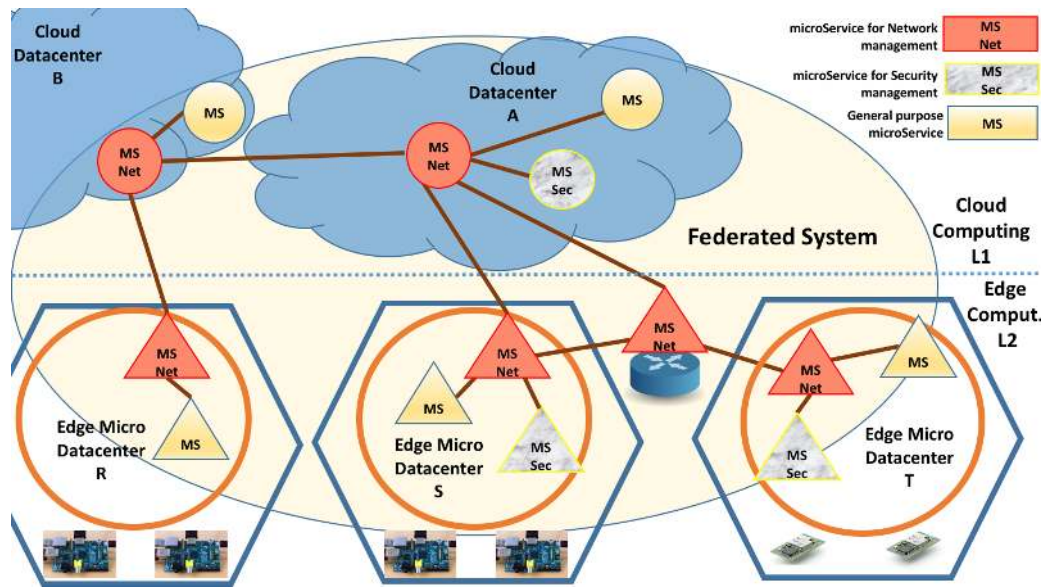 Cloud
Datacenter
B
MS
MS
Net
Cloud
Datacenter
A
MS
MS
Net
MS
Sec
microService for Network
management
MS
Net
microService for Security
management
MS
Sec
General purpose
microService
MS
Federated System
Cloud
Computing
L1
Edge
Comput.
L2
MS
Net
MS
Edge Micro
Datacenter
R
MS
Net
MS
MS
Sec
Edge Micro
Datacenter
S
MS
Net
MS
Net
MS
MS
Sec
Edge Micro
Datacenter
T